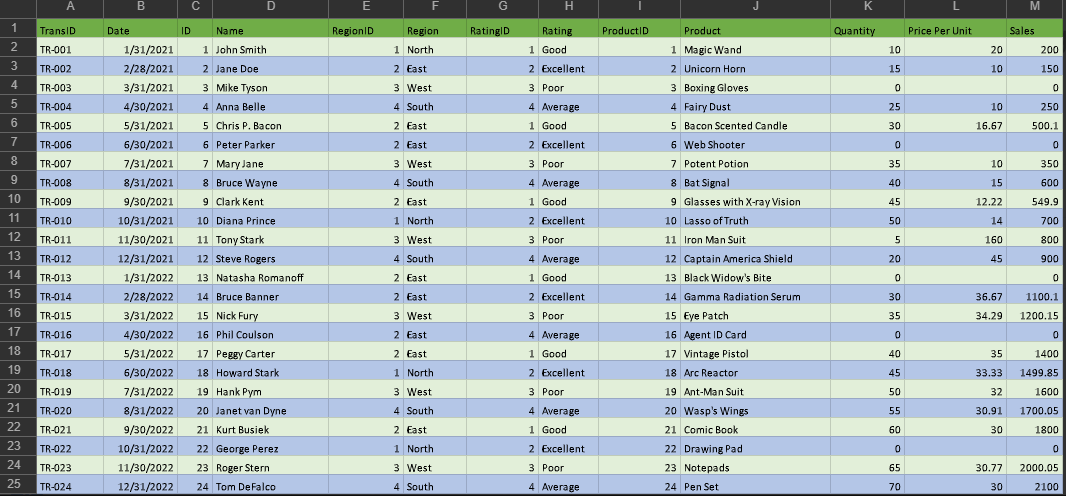 A B C D E F G H I J K L M
1 TransID Date ID Name RegionID Region RatingID Rating ProductID Product Quantity Price Per Unit Sales
2 TR-001 1/31/2021 1 John Smith 1 North 1 Good 1 Magic Wand 10 20 200
3 TR-002 2/28/2021 2 Jane Doe 2 East 2 Excellent 2 Unicorn Horn 15 10 150
4 TR-003 3/31/2021 3 Mike Tyson 3 West 3 Poor 3 Boxing Gloves 0 0
5 TR-004 4/30/2021 4 Anna Belle 4 South 4 Average 4 Fairy Dust 25 10 250
6 TR-005 5/31/2021 5 Chris P. Bacon 2 East 1 Good 5 Bacon Scented Candle 30 16.67 500.1
7 TR-006 6/30/2021 6 Peter Parker 2 East 2 Excellent 6 Web Shooter 0 0
8 TR-007 7/31/2021 7 Mary Jane 3 West 3 Poor 7 Potent Potion 35 10 350
9 TR-008 8/31/2021 8 Bruce Wayne 4 South 4 Average 8 Bat Signal 40 15 600
10 TR-009 9/30/2021 9 Clark Kent 2 East 1 Good 9 Glasses with X-ray Vision 45 12.22 549.9
11 TR-010 10/31/2021 10 Diana Prince 1 North 2 Excellent 10 Lasso of Truth 50 14 700
12 TR-011 11/30/2021 11 Tony Stark 3 West 3 Poor 11 Iron Man Suit 5 160 800
13 TR-012 12/31/2021 12 Steve Rogers 4 South 4 Average 12 Captain America Shield 20 45 900
14 TR-013 1/31/2022 13 Natasha Romanoff 2 East 1 Good 13 Black Widow's Bite 0 0
15 TR-014 2/28/2022 14 Bruce Banner 2 East 2 Excellent 14 Gamma Radiation Serum 30 36.67 1100.1
16 TR-015 3/31/2022 15 Nick Fury 3 West 3 Poor 15 Eye Patch 35 34.29 1200.15
17 TR-016 4/30/2022 16 Phil Coulson 2 East 4 Average 16 Agent ID Card 0 0
18 TR-017 5/31/2022 17 Peggy Carter 2 East 1 Good 17 Vintage Pistol 40 35 1400
19 TR-018 6/30/2022 18 Howard Stark 1 North 2 Excellent 18 Arc Reactor 45 33.33 1499.85
20 TR-019 7/31/2022 19 Hank Pym 3 West 3 Poor 19 Ant-Man Suit 50 32 1600
21 TR-020 8/31/2022 20 Janet van Dyne 4 South 4 Average 20 Wasp's Wings 55 30.91 1700.05
22 TR-021 9/30/2022 21 Kurt Busiek 2 East 1 Good 21 Comic Book 60 30 1800
23 TR-022 10/31/2022 22 George Perez 1 North 2 Excellent 22 Drawing Pad 0 0
24 TR-023 11/30/2022 23 Roger Stern 3 West 3 Poor 23 Notepads 65 30.77 2000.05
25 TR-024 12/31/2022 24 Tom DeFalco 4 South 4 Average 24 Pen Set 70 30 2100